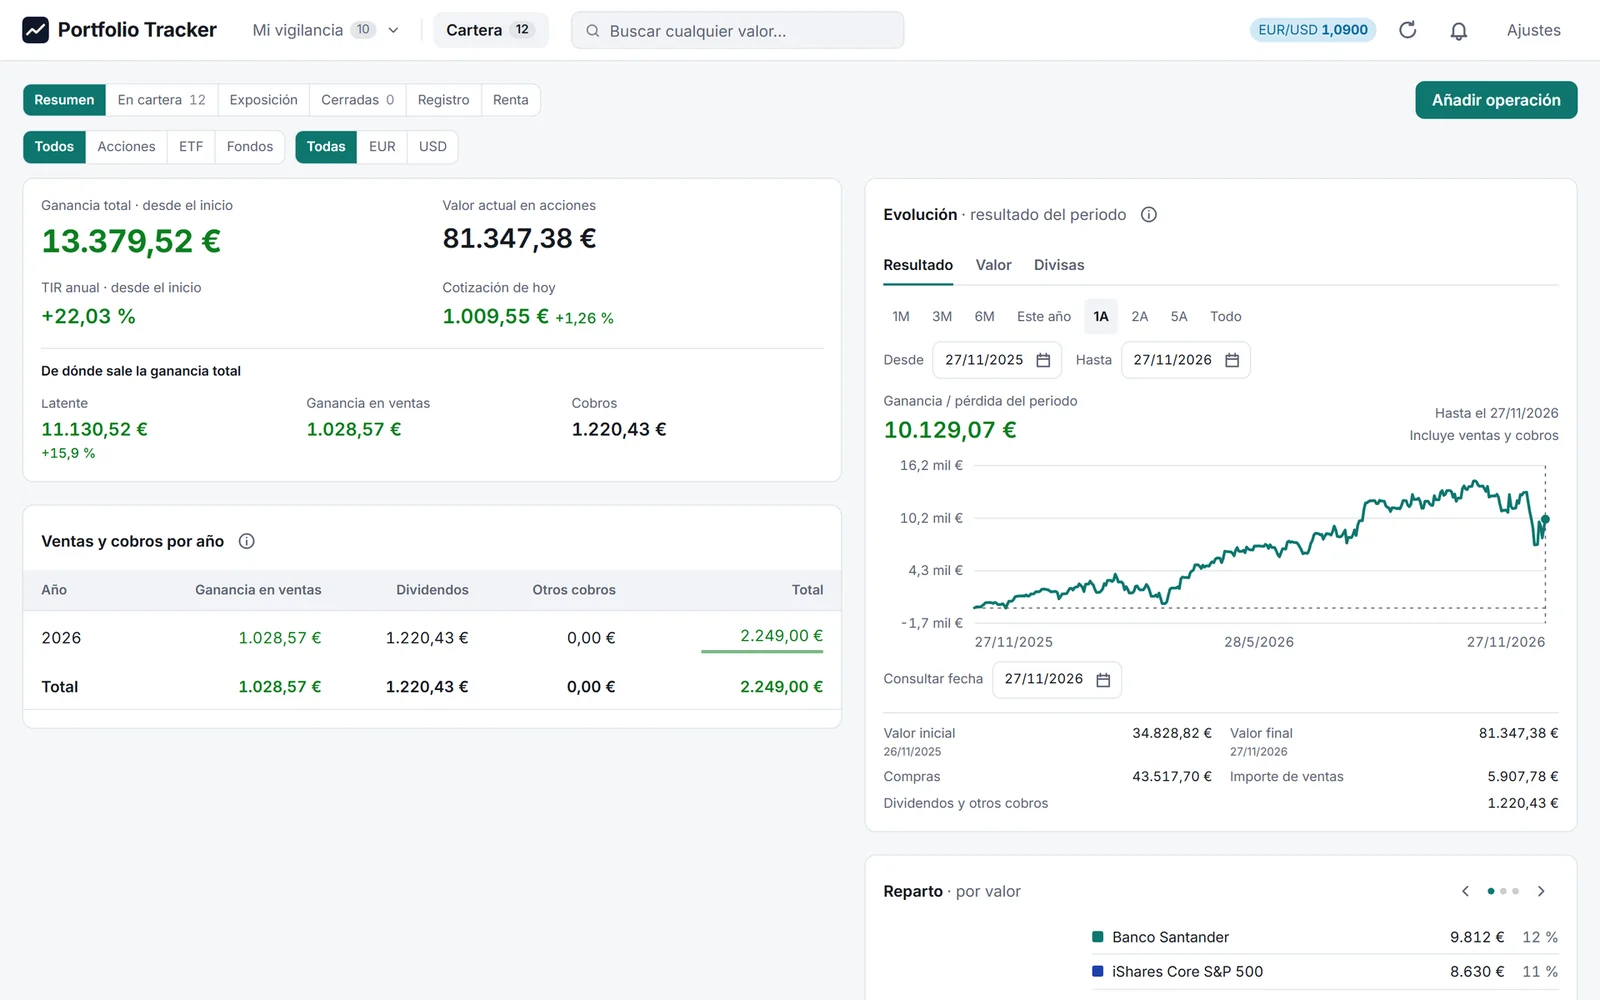 Portfolio Tracker
Mi vigilancia 10
Cartera 12
Buscar cualquier valor...
EUR/USD 1,0900
Ajustes
Resumen
En cartera 12
Exposición
Cerradas 0
Registro
Renta
Añadir operación
Todos
Acciones
ETF
Fondos
Todas
EUR
USD
Ganancia total · desde el inicio
13.379,52 €
Valor actual en acciones
81.347,38 €
TIR anual · desde el inicio
+22,03 %
Cotización de hoy
1.009,55 € +1,26 %
De dónde sale la ganancia total
Latente
11.130,52 €
+15,9 %
Ganancia en ventas
1.028,57 €
Cobros
1.220,43 €
Ventas y cobros por año
Año Ganancia en ventas Dividendos Otros cobros Total
2026 1.028,57 € 1.220,43 € 0,00 € 2.249,00 €
Total 1.028,57 € 1.220,43 € 0,00 € 2.249,00 €
Evolución · resultado del periodo
Resultado
Valor
Divisas
1M 3M 6M Este año 1A 2A 5A Todo
Desde 27/11/2025 Hasta 27/11/2026
Ganancia / pérdida del periodo
10.129,07 €
Hasta el 27/11/2026
Incluye ventas y cobros
16,2 mil €
10,2 mil €
4,3 mil €
-1,7 mil €
27/11/2025 28/5/2026 27/11/2026
Consultar fecha 27/11/2026
Valor inicial 34.828,82 €
26/11/2025
Valor final 81.347,38 €
27/11/2026
Compras 43.517,70 €
Importe de ventas 5.907,78 €
Dividendos y otros cobros 1.220,43 €
Reparto · por valor
Banco Santander 9.812 € 12 %
iShares Core S&P 500 8.630 € 11 %